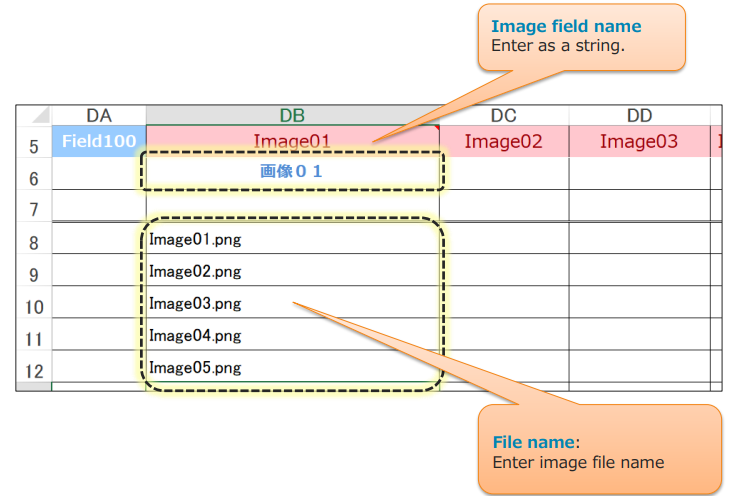 Image field name
Enter as a string.
DA DB DC DD
5 Field100 Image01 Image02 Image03
6 画像０１
7
8 Image01.png
9 Image02.png
10 Image03.png
11 Image04.png
12 Image05.png
File name:
Enter image file name